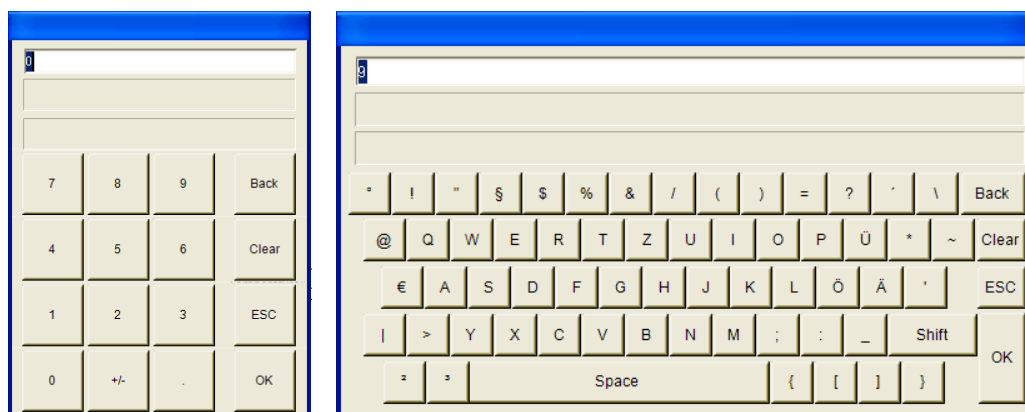 0
7 8 9 Back
4 5 6 Clear
1 2 3 ESC
0 +/- . OK
g
° ! " § $ % & / ( ) = ? ´ \ Back
@ Q W E R T Z U I O P Ü * ~ Clear
€ A S D F G H J K L Ö Ä ' ESC
| > Y X C V B N M ; : _ Shift OK
² ³ Space { [ ] }